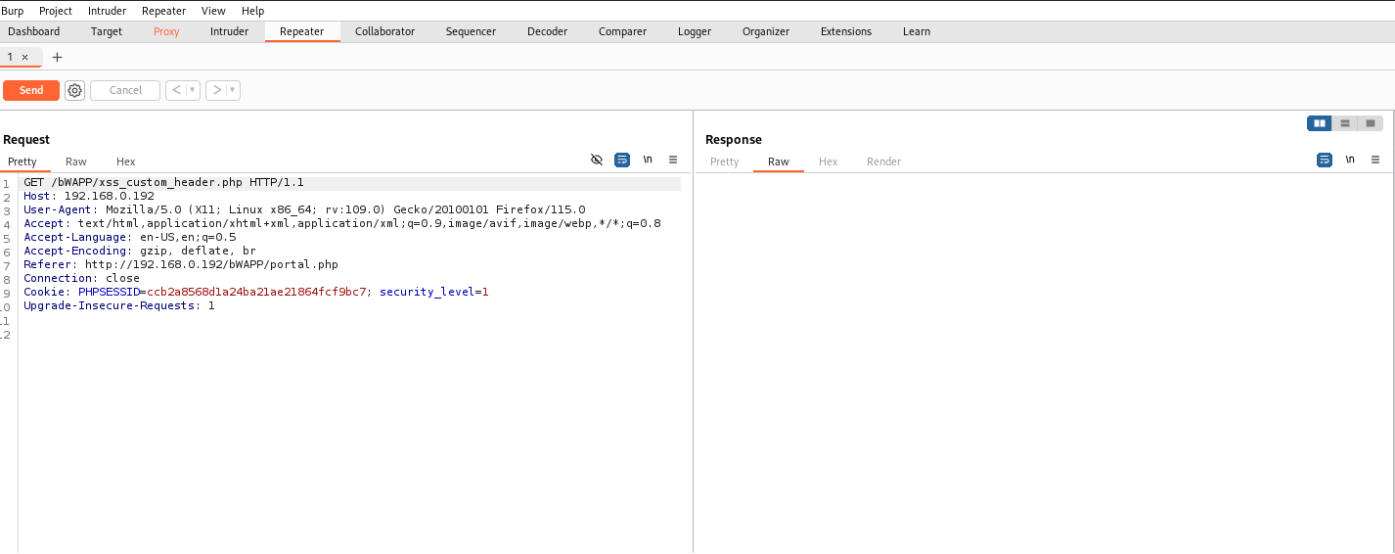 Burp Project Intruder Repeater View Help
Dashboard Target Proxy Intruder Repeater Collaborator Sequencer Decoder Comparer Logger Organizer Extensions Learn
1 × +
Send Cancel < >
Request
Pretty Raw Hex \n
1 GET /bWAPP/xss_custom_header.php HTTP/1.1
2 Host: 192.168.0.192
3 User-Agent: Mozilla/5.0 (X11; Linux x86_64; rv:109.0) Gecko/20100101 Firefox/115.0
4 Accept: text/html,application/xhtml+xml,application/xml;q=0.9,image/avif,image/webp,*/*;q=0.8
5 Accept-Language: en-US,en;q=0.5
6 Accept-Encoding: gzip, deflate, br
7 Referer: http://192.168.0.192/bWAPP/portal.php
8 Connection: close
9 Cookie: PHPSESSID=ccb2a8568d1a24ba21ae21864fcf9bc7; security_level=1
10 Upgrade-Insecure-Requests: 1
11
12
Response
Pretty Raw Hex Render \n